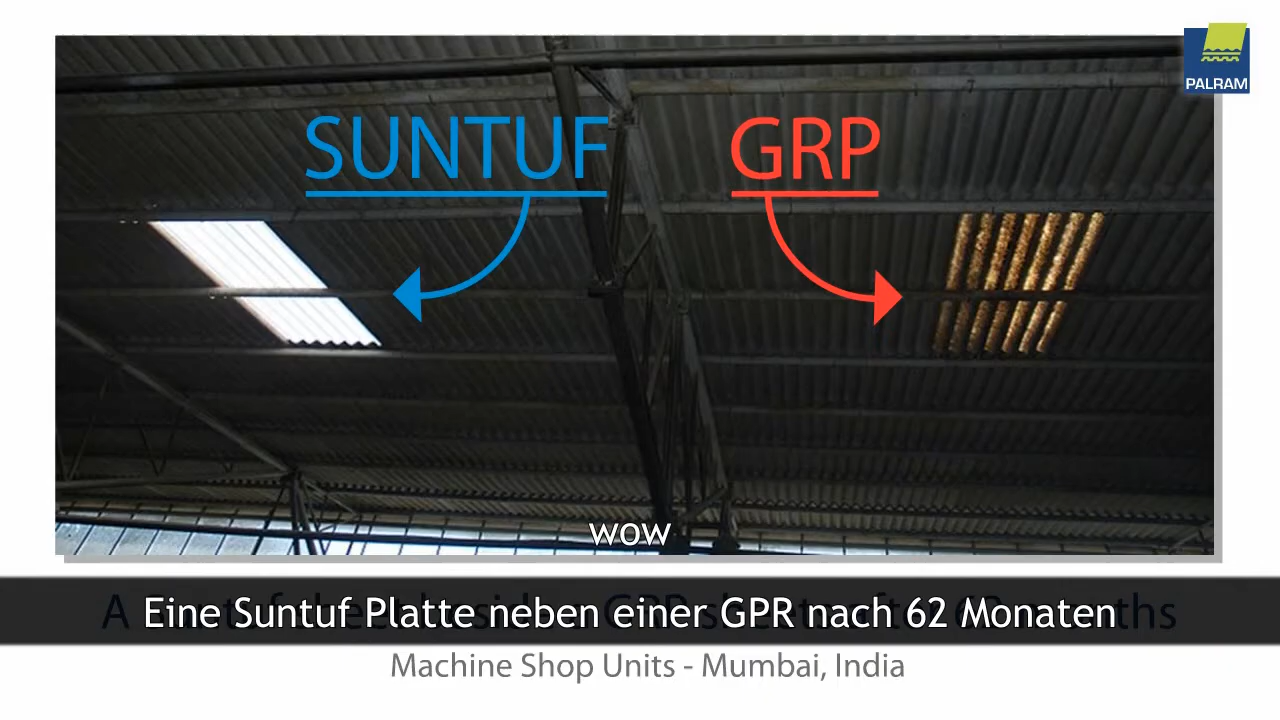 PALRAM
SUNTUF GRP
wow
Eine Suntuf Platte neben einer GPR nach 62 Monaten
Machine Shop Units - Mumbai, India